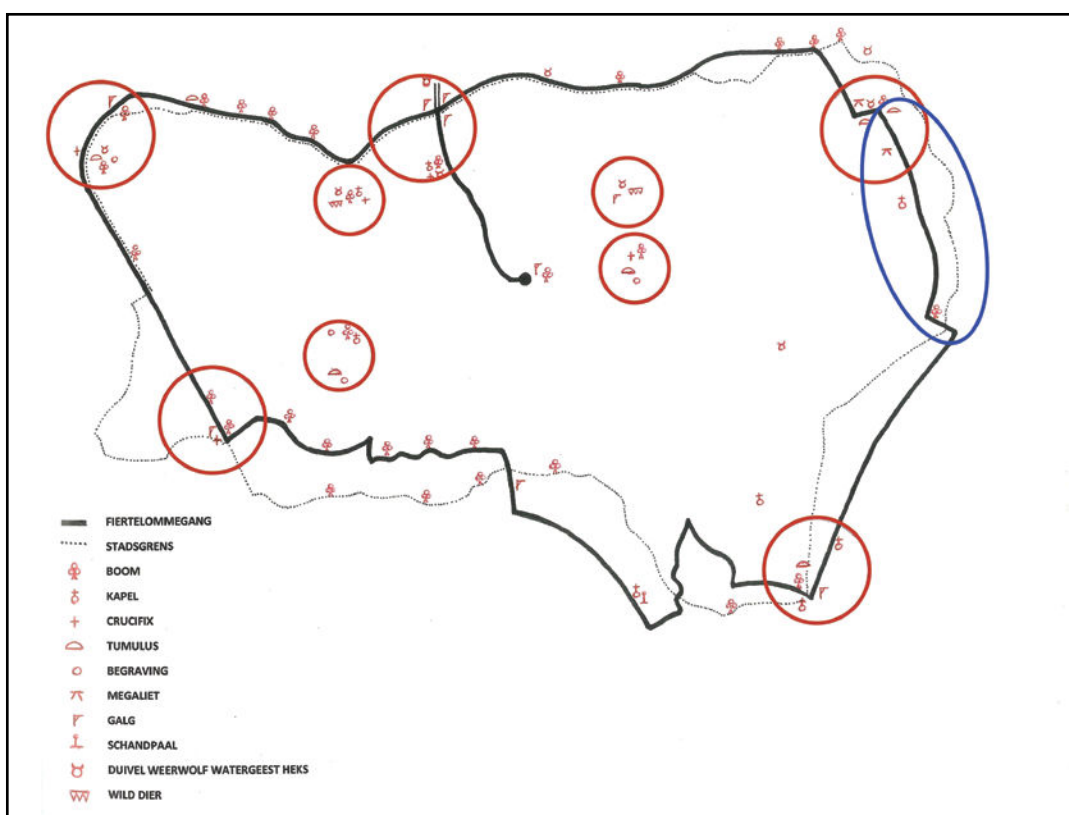 FIERTELOMMEGANG
STADSGRENS
BOOM
KAPEL
CRUCIFIX
TUMULUS
BEGRAVING
MEGALIET
GALG
SCHANDPAAL
DUIVEL WEERWOLF WATERGEEST HEKS
WILD DIER